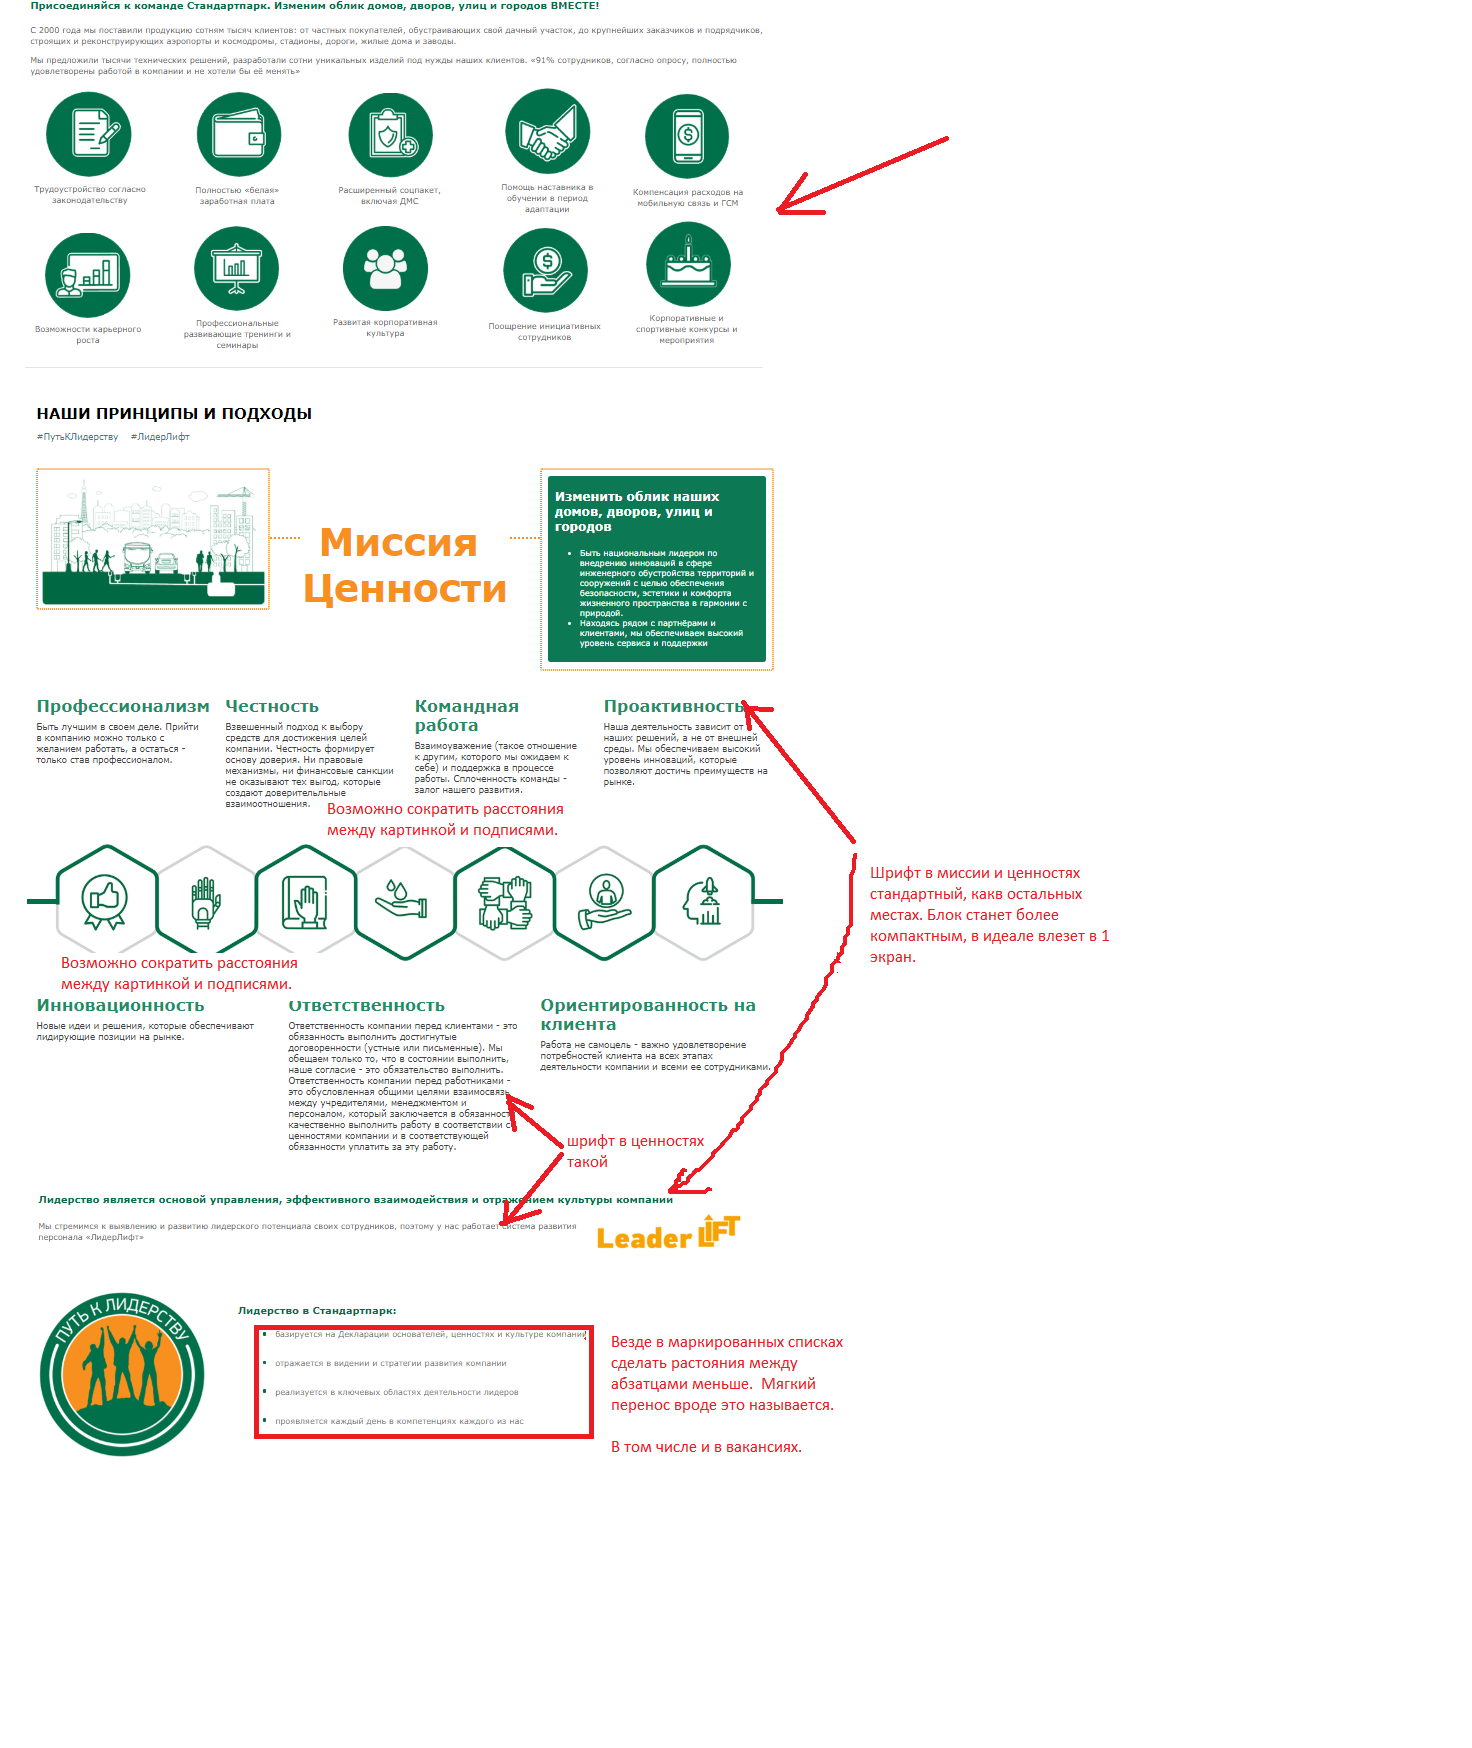 Присоединяйся к команде Стандартпарк. Изменим облик домов, дворов, улиц и городов ВМЕСТЕ!
С 2000 года мы поставили продукцию сотням тысяч клиентов: от частных покупателей, обустраивающих свой дачный участок, до крупнейших заказчиков и подрядчиков,
строящих и реконструирующих аэропорты и космодромы, стадионы, дороги, жилые дома и заводы.
Мы предложили тысячи технических решений, разработали сотни уникальных изделий под нужды наших клиентов. «91% сотрудников, согласно опросу, полностью
удовлетворены работой в компании и не хотели бы её менять»
Трудоустройство согласно
законодательству
Полностью «белая»
заработная плата
Расширенный соцпакет,
включая ДМС
Помощь наставника в
обучении в период
адаптации
Компенсация расходов на
мобильную связь и ГСМ
Возможности карьерного
роста
Профессиональные
развивающие тренинги и
семинары
Развитая корпоративная
культура
Поощрение инициативных
сотрудников
Корпоративные и
спортивные конкурсы и
мероприятия
НАШИ ПРИНЦИПЫ И ПОДХОДЫ
#ПутьКЛидерству #ЛидерЛифт
Миссия
Ценности
Изменить облик наших
домов, дворов, улиц и
городов
• Быть национальным лидером по
внедрению инноваций в сфере
инженерного обустройства территорий и
сооружений с целью обеспечения
безопасности, эстетики и комфорта
жизненного пространства в гармонии с
природой.
• Находясь рядом с партнёрами и
клиентами, мы обеспечиваем высокий
уровень сервиса и поддержки
Профессионализм
Быть лучшим в своем деле. Прийти
в компанию можно только с
желанием работать, а остаться -
только став профессионалом.
Честность
Взвешенный подход к выбору
средств для достижения целей
компании. Честность формирует
основу доверия. Ни правовые
механизмы, ни финансовые санкции
не оказывают тех выгод, которые
создают доверительльные
взаимоотношения.
Командная
работа
Взаимоуважение (такое отношение
к другим, которого мы ожидаем к
себе) и поддержка в процессе
работы. Сплоченность команды -
залог нашего развития.
Проактивность
Наша деятельность зависит от
наших решений, а не от внешней
среды. Мы обеспечиваем высокий
уровень инноваций, которые
позволяют достичь преимуществ на
рынке.
Возможно сократить расстояния
между картинкой и подписями.
Шрифт в миссии и ценностях
стандартный, какв остальных
местах. Блок станет более
компактным, в идеале влезет в 1
экран.
Возможно сократить расстояния
между картинкой и подписями.
Инновационность
Новые идеи и решения, которые обеспечивают
лидирующие позиции на рынке.
Ответственность
Ответственность компании перед клиентами - это
обязанность выполнить достигнутые
договоренности (устные или письменные). Мы
обещаем только то, что в состоянии выполнить,
наше согласие - это обязательство выполнить.
Ответственность компании перед работниками -
это обусловленная общими целями взаимосвязь
между учредителями, менеджментом и
персоналом, который заключается в обязанность
качественно выполнить работу в соответствии с
ценностями компании и в соответствующей
обязанности уплатить за эту работу.
Ориентированность на
клиента
Работа не самоцель - важно удовлетворение
потребностей клиента на всех этапах
деятельности компании и всеми ее сотрудниками.
шрифт в ценностях
такой
Лидерство является основой управления, эффективного взаимодействия и отражением культуры компании
Мы стремимся к выявлению и развитию лидерского потенциала своих сотрудников, поэтому у нас работает система развития
персонала «ЛидерЛифт»
Leader LIFT
ПУТЬ К ЛИДЕРСТВУ
Лидерство в Стандартпарк:
базируется на Декларации основателей, ценностях и культуре компании
отражается в видении и стратегии развития компании
реализуется в ключевых областях деятельности лидеров
проявляется каждый день в компетенциях каждого из нас
Везде в маркированных списках
сделать растояния между
абзатцами меньше. Мягкий
перенос вроде это называется.
В том числе и в вакансиях.